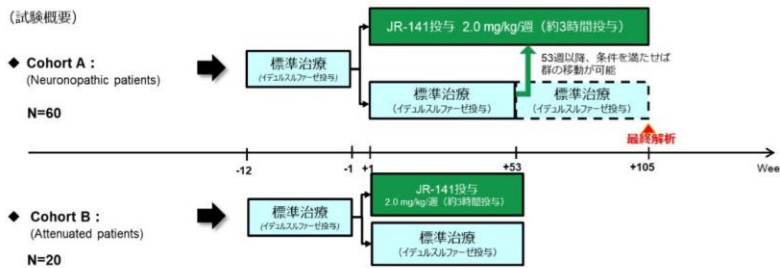 (試験概要)
JR-141投与 2.0 mg/kg/週（約3時間投与）
◆ Cohort A：
(Neuronopathic patients)
N=60
標準治療
(イデュルスルファーゼ投与)
53週以降、条件を満たせば
群の移動が可能
標準治療
(イデュルスルファーゼ投与)
標準治療
(イデュルスルファーゼ投与)
最終解析
-12 -1 +1 +53 +105 Wee
◆ Cohort B：
(Attenuated patients)
N=20
標準治療
(イデュルスルファーゼ投与)
JR-141投与
2.0 mg/kg/週（約3時間投与）
標準治療
(イデュルスルファーゼ投与)